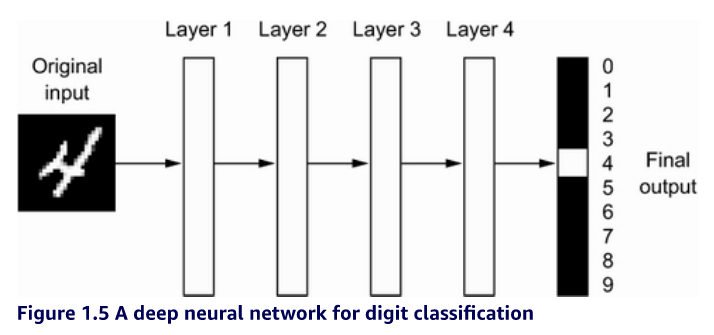 Layer 1 Layer 2 Layer 3 Layer 4
Original
input
0
1
2
3
4
5
6
7
8
9
Final
output
4
Figure 1.5 A deep neural network for digit classification